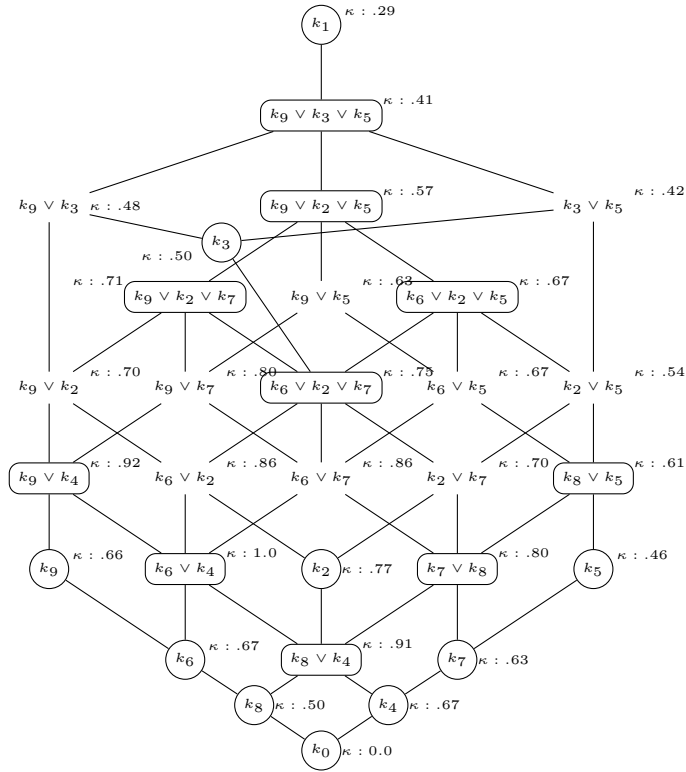 k₁ κ : .29
k₉ ∨ k₃ ∨ k₅ κ : .41
k₉ ∨ k₃ κ : .48
k₉ ∨ k₂ ∨ k₅ κ : .57
k₃ ∨ k₅ κ : .42
k₃ κ : .50
k₉ ∨ k₂ ∨ k₇ κ : .71
k₉ ∨ k₅ κ : .63
k₆ ∨ k₂ ∨ k₅ κ : .67
k₉ ∨ k₂ κ : .70
k₉ ∨ k₇ κ : .80
k₆ ∨ k₂ ∨ k₇ κ : .75
k₆ ∨ k₅ κ : .67
k₂ ∨ k₅ κ : .54
k₉ ∨ k₄ κ : .92
k₆ ∨ k₂ κ : .86
k₆ ∨ k₇ κ : .86
k₂ ∨ k₇ κ : .70
k₈ ∨ k₅ κ : .61
k₉ κ : .66
k₆ ∨ k₄ κ : 1.0
k₂ κ : .77
k₇ ∨ k₈ κ : .80
k₅ κ : .46
k₆ κ : .67
k₈ ∨ k₄ κ : .91
k₇ κ : .63
k₈ κ : .50
k₄ κ : .67
k₀ κ : 0.0